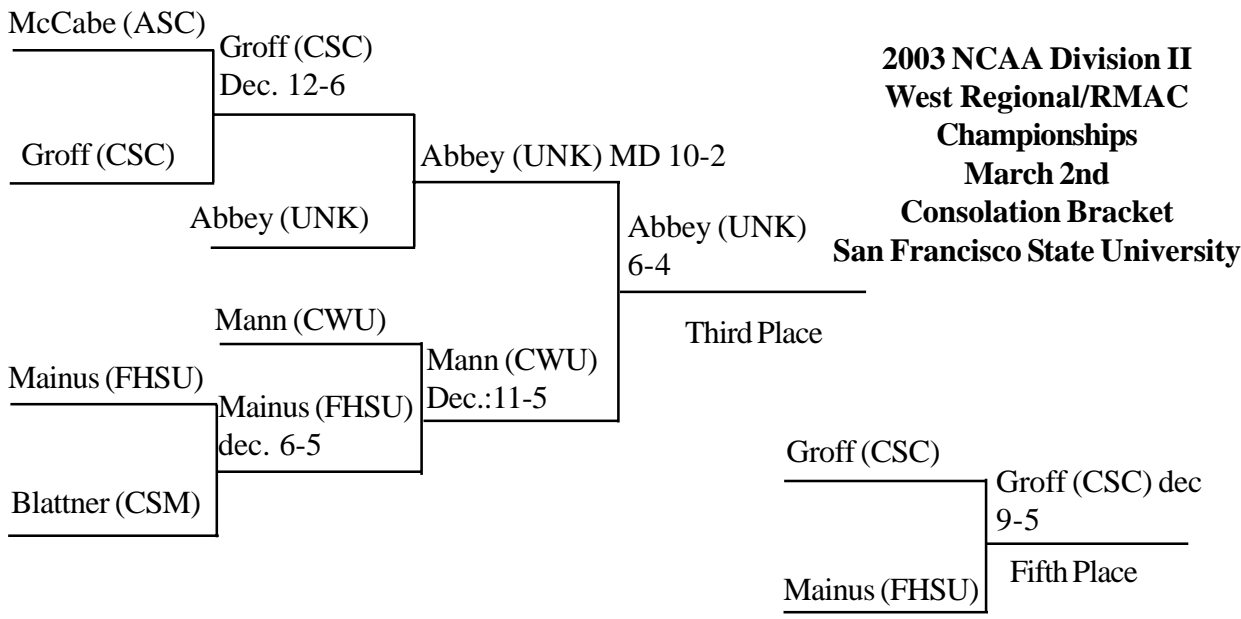 McCabe (ASC)
Groff (CSC)
Dec. 12-6
Groff (CSC)
Abbey (UNK) MD 10-2
Abbey (UNK)
Abbey (UNK)
6-4
Third Place
Mann (CWU)
Mann (CWU)
Dec.:11-5
Mainus (FHSU)
Mainus (FHSU)
dec. 6-5
Blattner (CSM)
2003 NCAA Division II
West Regional/RMAC
Championships
March 2nd
Consolation Bracket
San Francisco State University
Groff (CSC)
Groff (CSC) dec
9-5
Fifth Place
Mainus (FHSU)